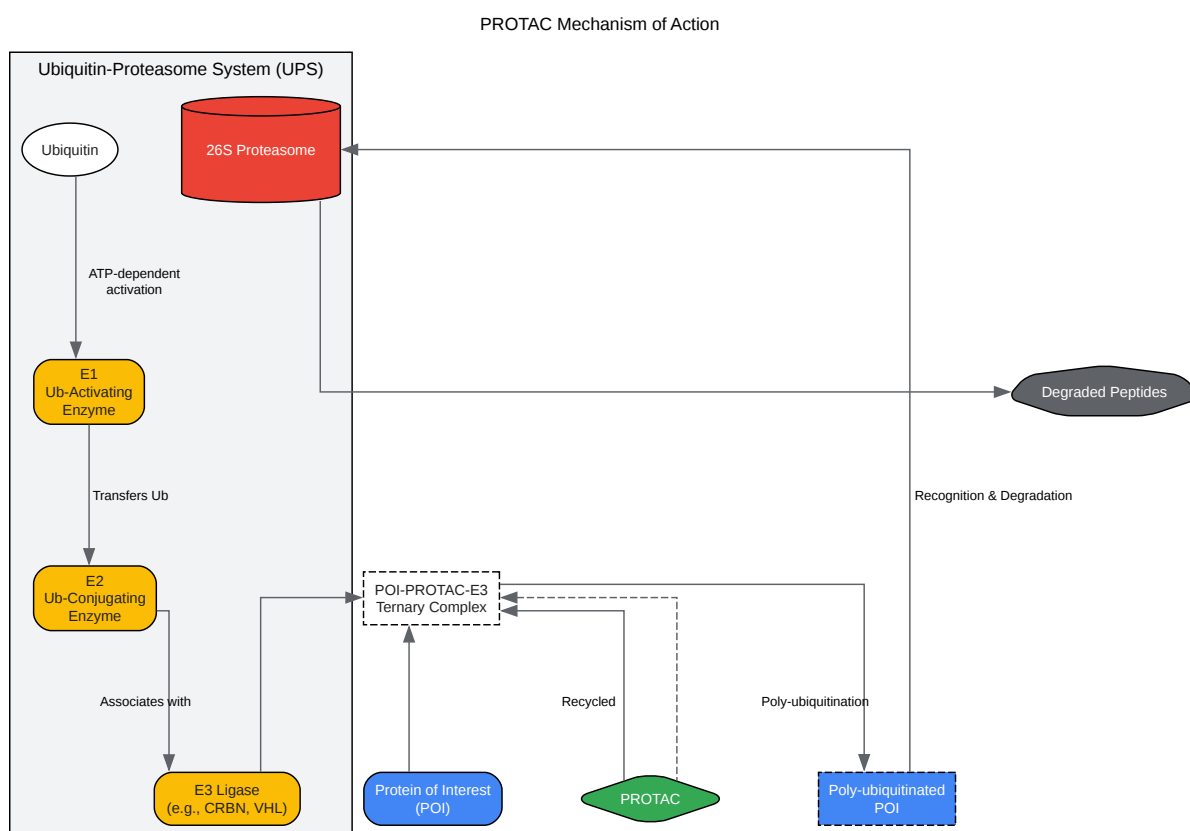 PROTAC Mechanism of Action
Ubiquitin-Proteasome System (UPS)
Ubiquitin
26S Proteasome
ATP-dependent
activation
E1
Ub-Activating
Enzyme
Degraded Peptides
Transfers Ub
Recognition & Degradation
E2
Ub-Conjugating
Enzyme
POI-PROTAC-E3
Ternary Complex
Associates with
Recycled
Poly-ubiquitination
E3 Ligase
(e.g., CRBN, VHL)
Protein of Interest
(POI)
PROTAC
Poly-ubiquitinated
POI